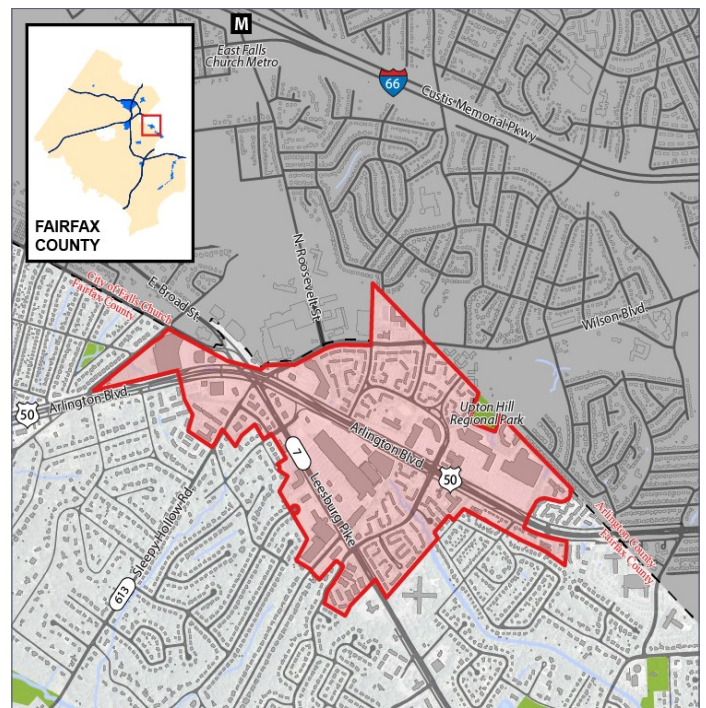 M
East Falls
Church Metro
66
Custis Memorial Pkwy
FAIRFAX
COUNTY
N. Roosevelt St.
City of Falls Church
Fairfax County
E. Broad St.
Wilson Blvd.
50
Arlington Blvd.
Upton Hill
Regional Park
Arlington Blvd
7
50
Leesburg Pike
Arlington County
Fairfax County
Sleepy Hollow Rd.
613